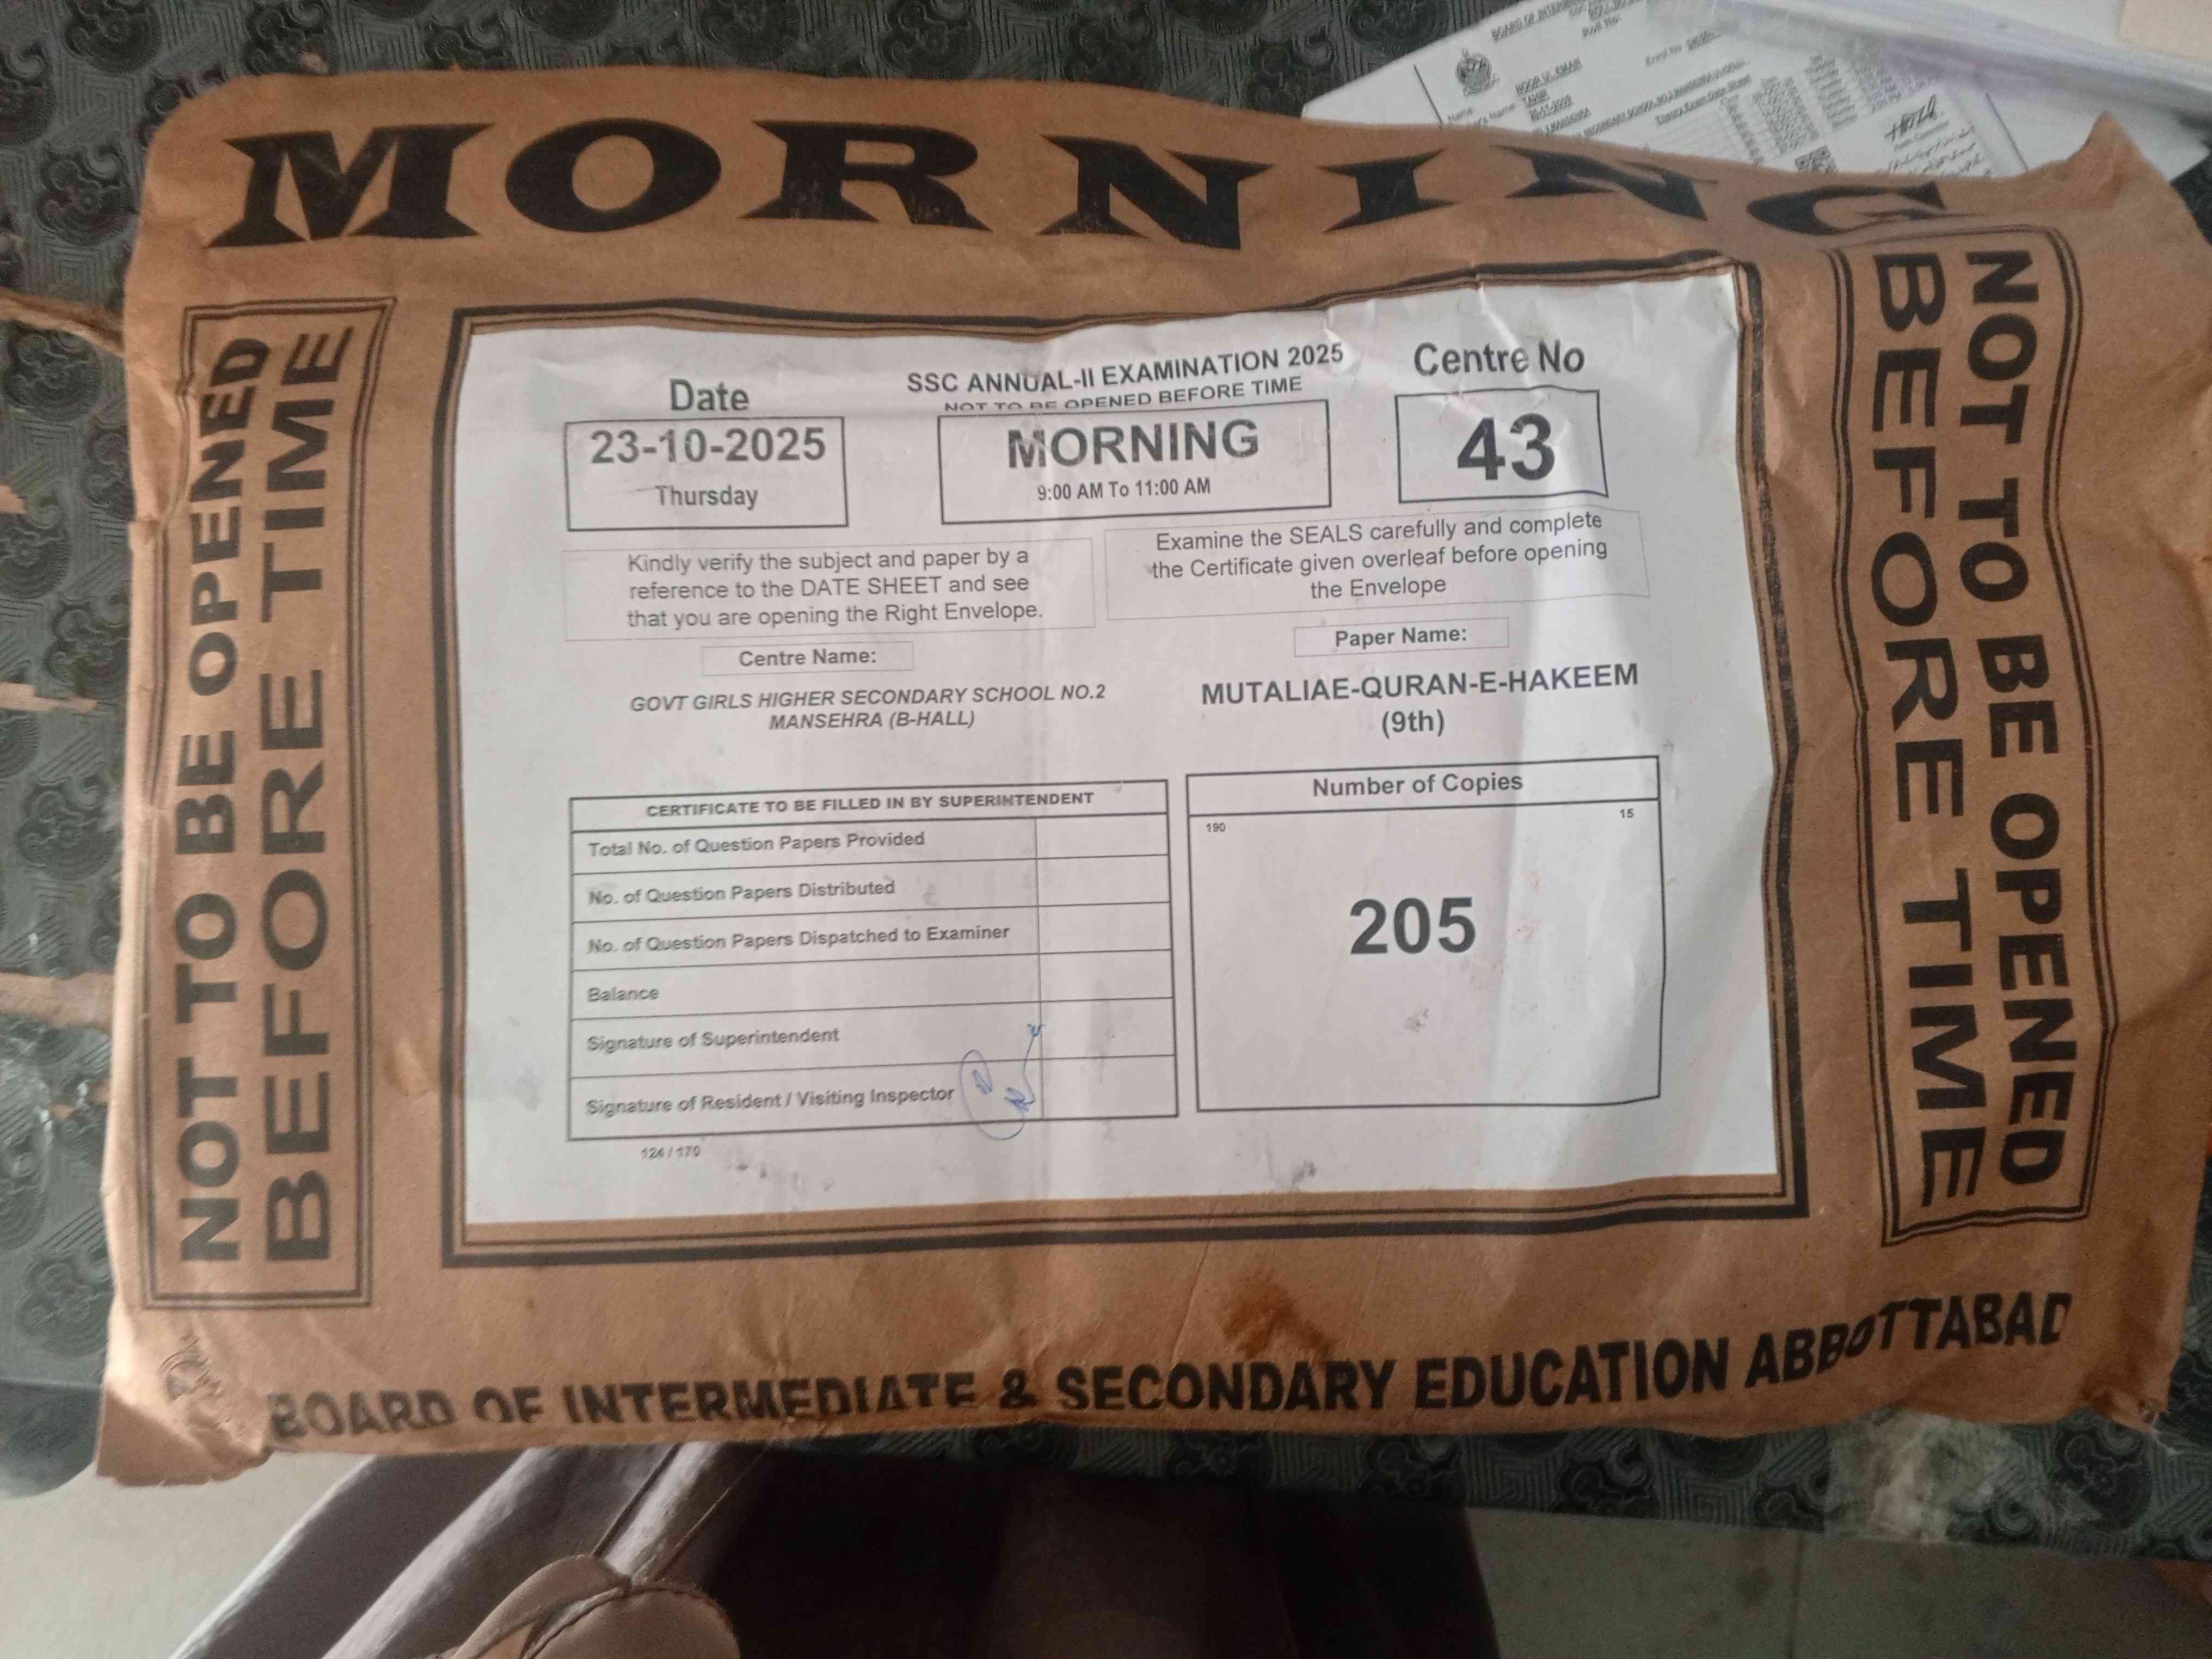 BOARD OF INTER
NOOR UL EMAN
TAHIR
MORNING
NOT TO BE OPENED
BEFORE TIME
NOT TO BE OPENED
BEFORE TIME
Date
23-10-2025
Thursday
SSC ANNUAL-II EXAMINATION 2025
NOT TO BE OPENED BEFORE TIME
MORNING
9:00 AM To 11:00 AM
Centre No
43
Kindly verify the subject and paper by a
reference to the DATE SHEET and see
that you are opening the Right Envelope.
Examine the SEALS carefully and complete
the Certificate given overleaf before opening
the Envelope
Centre Name:
GOVT GIRLS HIGHER SECONDARY SCHOOL NO.2
MANSEHRA (B-HALL)
Paper Name:
MUTALIAE-QURAN-E-HAKEEM
(9th)
CERTIFICATE TO BE FILLED IN BY SUPERINTENDENT
Total No. of Question Papers Provided
No. of Question Papers Distributed
No. of Question Papers Dispatched to Examiner
Balance
Signature of Superintendent
Signature of Resident / Visiting Inspector
124 / 170
Number of Copies
190 15
205
BOARD OF INTERMEDIATE & SECONDARY EDUCATION ABBOTTABAD